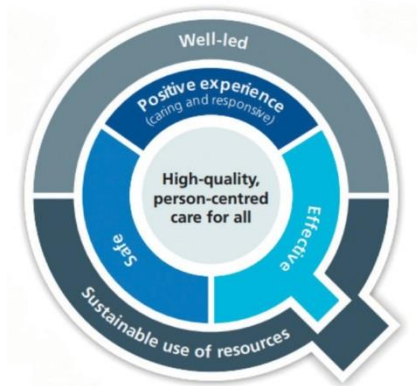 Well-led
Positive experience
(caring and responsive)
High-quality,
person-centred
care for all
Safe
Effective
Sustainable use of resources